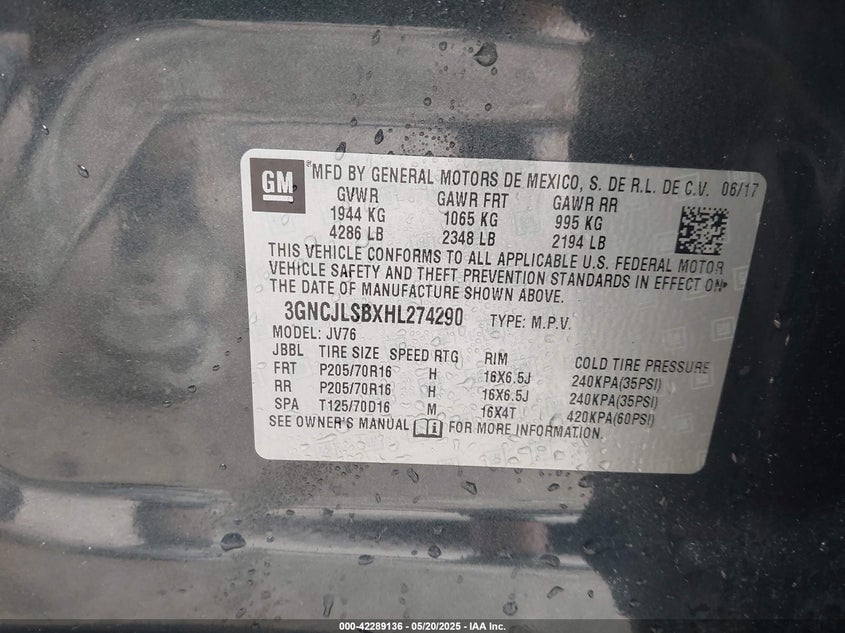 GM
®MFD BY GENERAL MOTORS DE MEXICO, S. DE R.L. DE C.V. 06/17
GVWR GAWR FRT GAWR RR
1944 KG 1065 KG 995 KG
4286 LB 2348 LB 2194 LB
THIS VEHICLE CONFORMS TO ALL APPLICABLE U.S. FEDERAL MOTOR
VEHICLE SAFETY AND THEFT PREVENTION STANDARDS IN EFFECT ON
THE DATE OF MANUFACTURE SHOWN ABOVE.
3GNCJLSBXHL274290 TYPE: M.P.V.
MODEL: JV76
JBBL TIRE SIZE SPEED RTG RIM COLD TIRE PRESSURE
FRT P205/70R16 H 16X6.5J 240KPA(35PSI)
RR P205/70R16 H 16X6.5J 240KPA(35PSI)
SPA T125/70D16 M 16X4T 420KPA(60PSI)
SEE OWNER'S MANUAL FOR MORE INFORMATION.
000-42289136 - 05/20/2025 - IAA Inc.